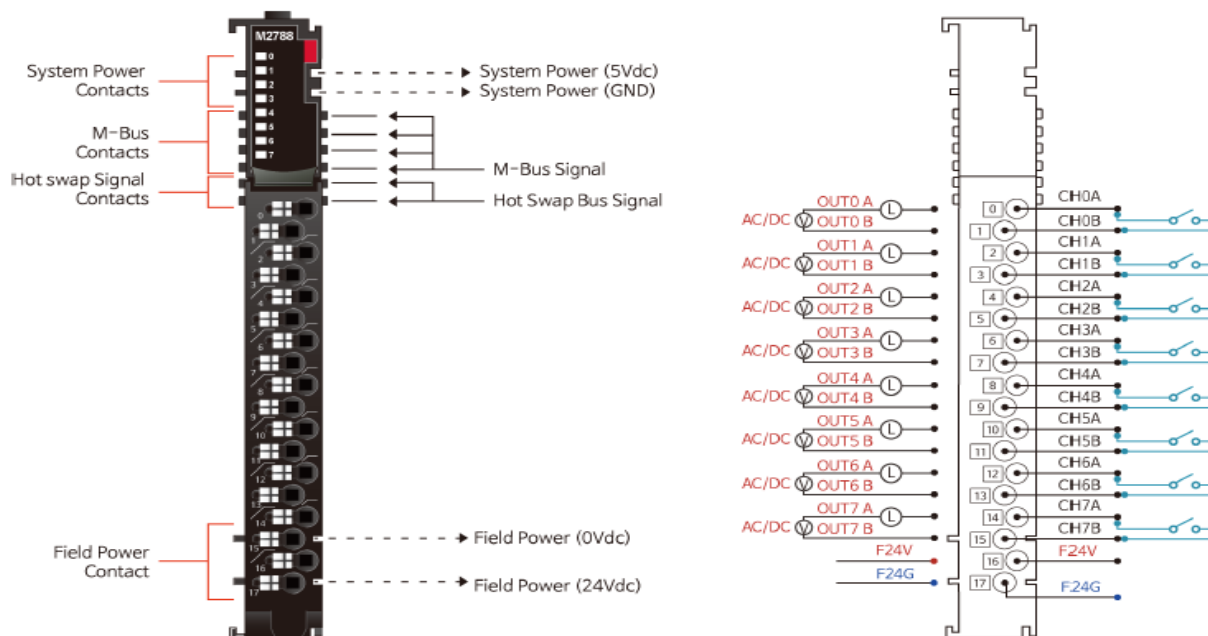 M2788
0
1
2
3
4
5
6
7
System Power
Contacts
M-Bus
Contacts
Hot swap Signal
Contacts
System Power (5Vdc)
System Power (GND)
M-Bus Signal
Hot Swap Bus Signal
0
1
2
3
4
5
6
7
8
9
10
11
12
13
14
15
16
17
Field Power
Contact
Field Power (0Vdc)
Field Power (24Vdc)
AC/DC V OUT0 A L
OUT0 B
AC/DC V OUT1 A L
OUT1 B
AC/DC V OUT2 A L
OUT2 B
AC/DC V OUT3 A L
OUT3 B
AC/DC V OUT4 A L
OUT4 B
AC/DC V OUT5 A L
OUT5 B
AC/DC V OUT6 A L
OUT6 B
AC/DC V OUT7 A L
OUT7 B
F24V
F24G
0 CH0A
1 CH0B
2 CH1A
3 CH1B
4 CH2A
5 CH2B
6 CH3A
7 CH3B
8 CH4A
9 CH4B
10 CH5A
11 CH5B
12 CH6A
13 CH6B
14 CH7A
15 CH7B
16 F24V
17 F24G